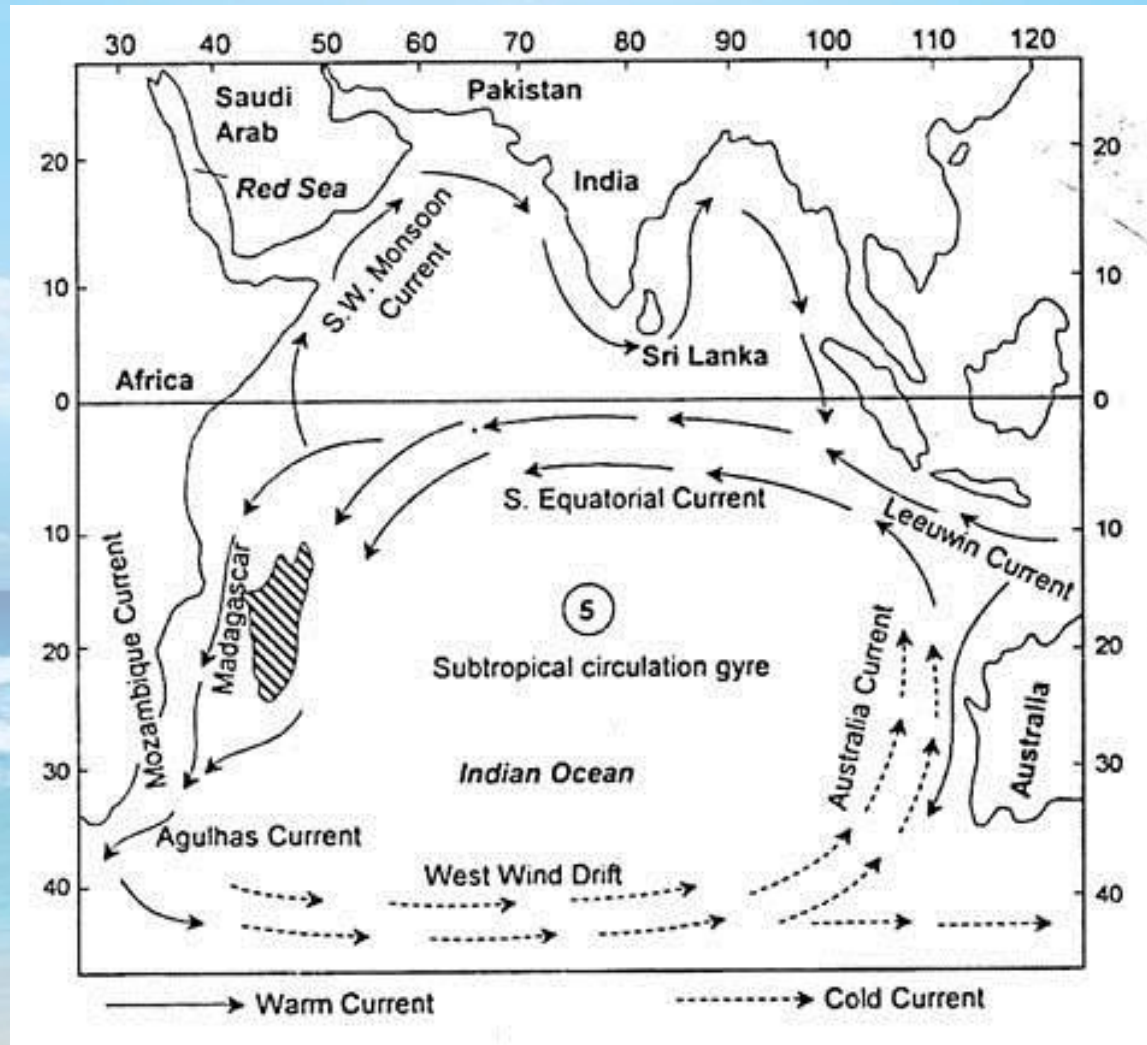 30 40 50 60 70 80 90 100 110 120
Saudi
Arab
Pakistan
20
20
Red Sea
India
S.W. Monsoon
Current
10
10
Sri Lanka
Africa
0
0
S. Equatorial Current
Leeuwin Current
10
10
Mozambique Current
Madagascar
5
20
20
Subtropical circulation gyre
Australia Current
Australla
30
30
Indian Ocean
Agulhas Current
West Wind Drift
40
40
Warm Current
Cold Current